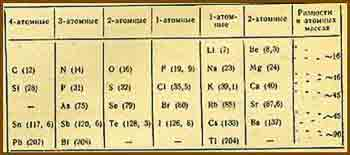 4-атомные 3-атомные 2-атомные 1-атомные 1-атом-ные 2-атомные Разности в атомных массах
— — — — Li (7) Be (9,3) „ „ ~16
C (12) N (14) O (16) F (19, 9) Na (23) Mg (24) „ „ ~16
Si (28) P (31) S (32) Cl (35,5) K (39,1) Ca (40) „ „ ~45
— As (75) Se (79) Br (80) Rb (85) Sr (87,6) „ „ ~45
Sn (117, 6) Sb (120, 6) Te (128, 3) I (126, 8) Cs (133) Ba (137) „ „ ~90
Pb (207) Bi (208) — — Tl (204) — „ „